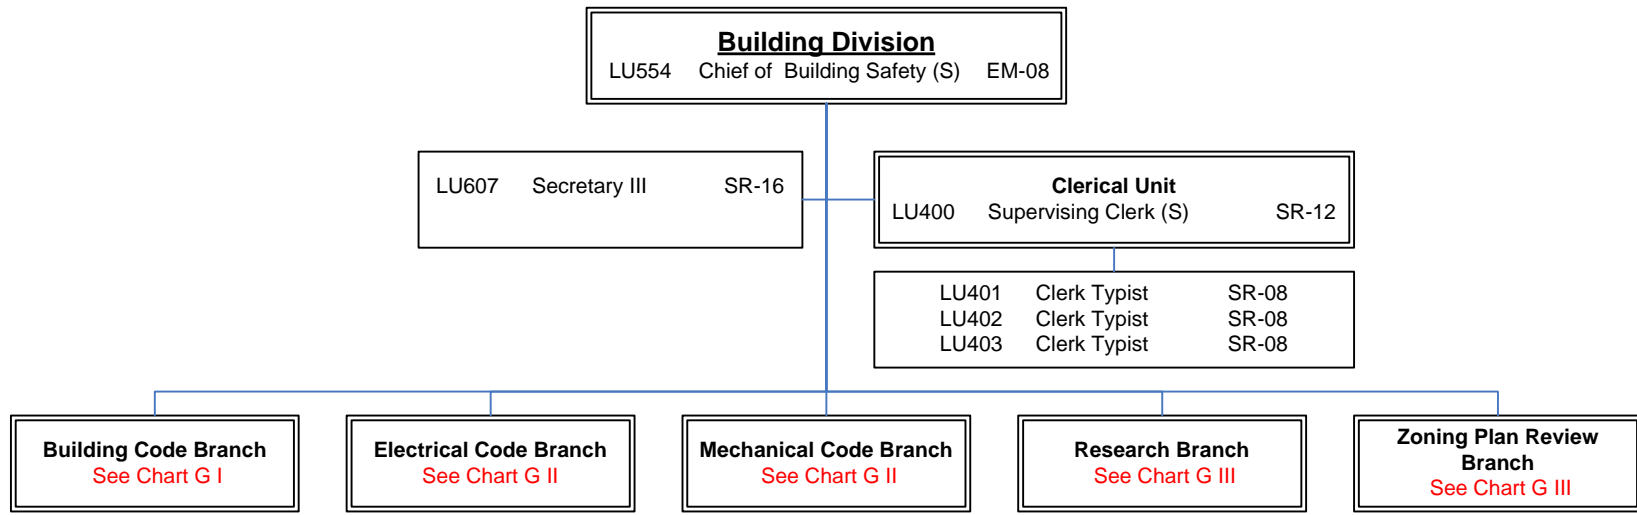 Building Division
LU554 Chief of Building Safety (S) EM-08
LU607 Secretary III SR-16
Clerical Unit
LU400 Supervising Clerk (S) SR-12
LU401 Clerk Typist SR-08
LU402 Clerk Typist SR-08
LU403 Clerk Typist SR-08
Building Code Branch
See Chart G I
Electrical Code Branch
See Chart G II
Mechanical Code Branch
See Chart G II
Research Branch
See Chart G III
Zoning Plan Review
Branch
See Chart G III